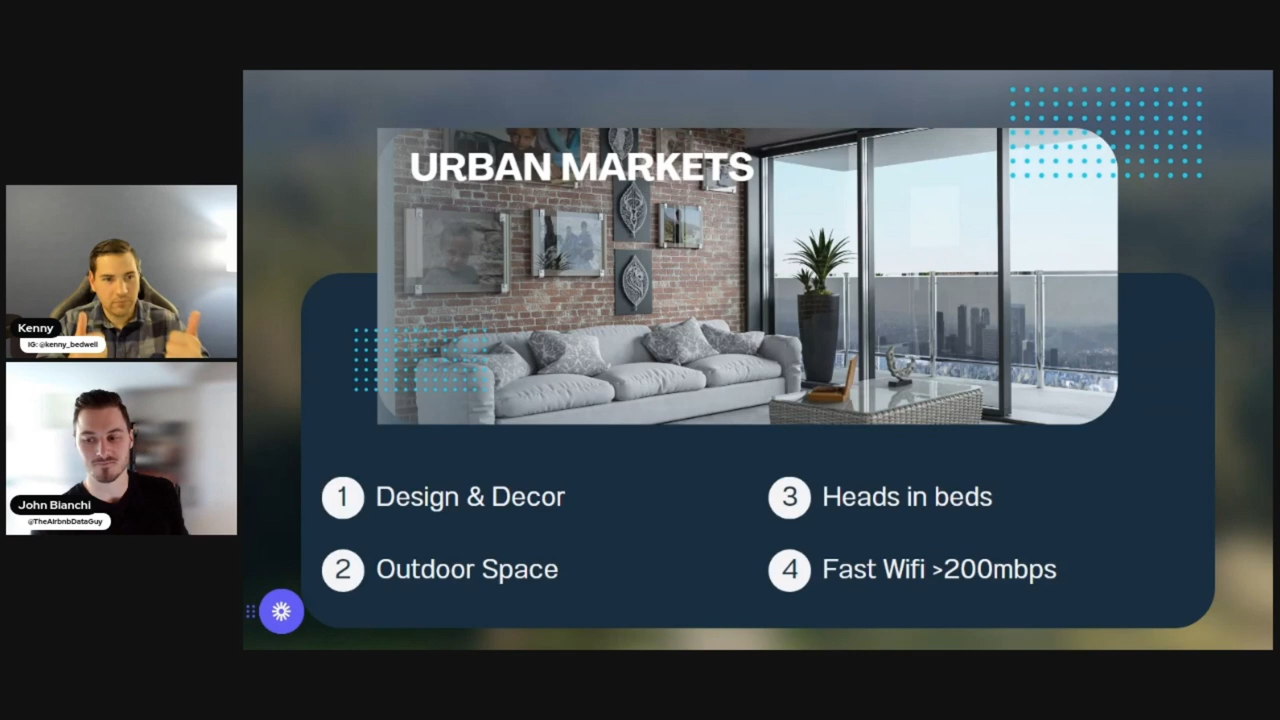 URBAN MARKETS
Kenny
IG: @kenny_bedwell
John Bianchi
@TheAirbnbDataGuy
1 Design & Decor
2 Outdoor Space
3 Heads in beds
4 Fast Wifi >200mbps